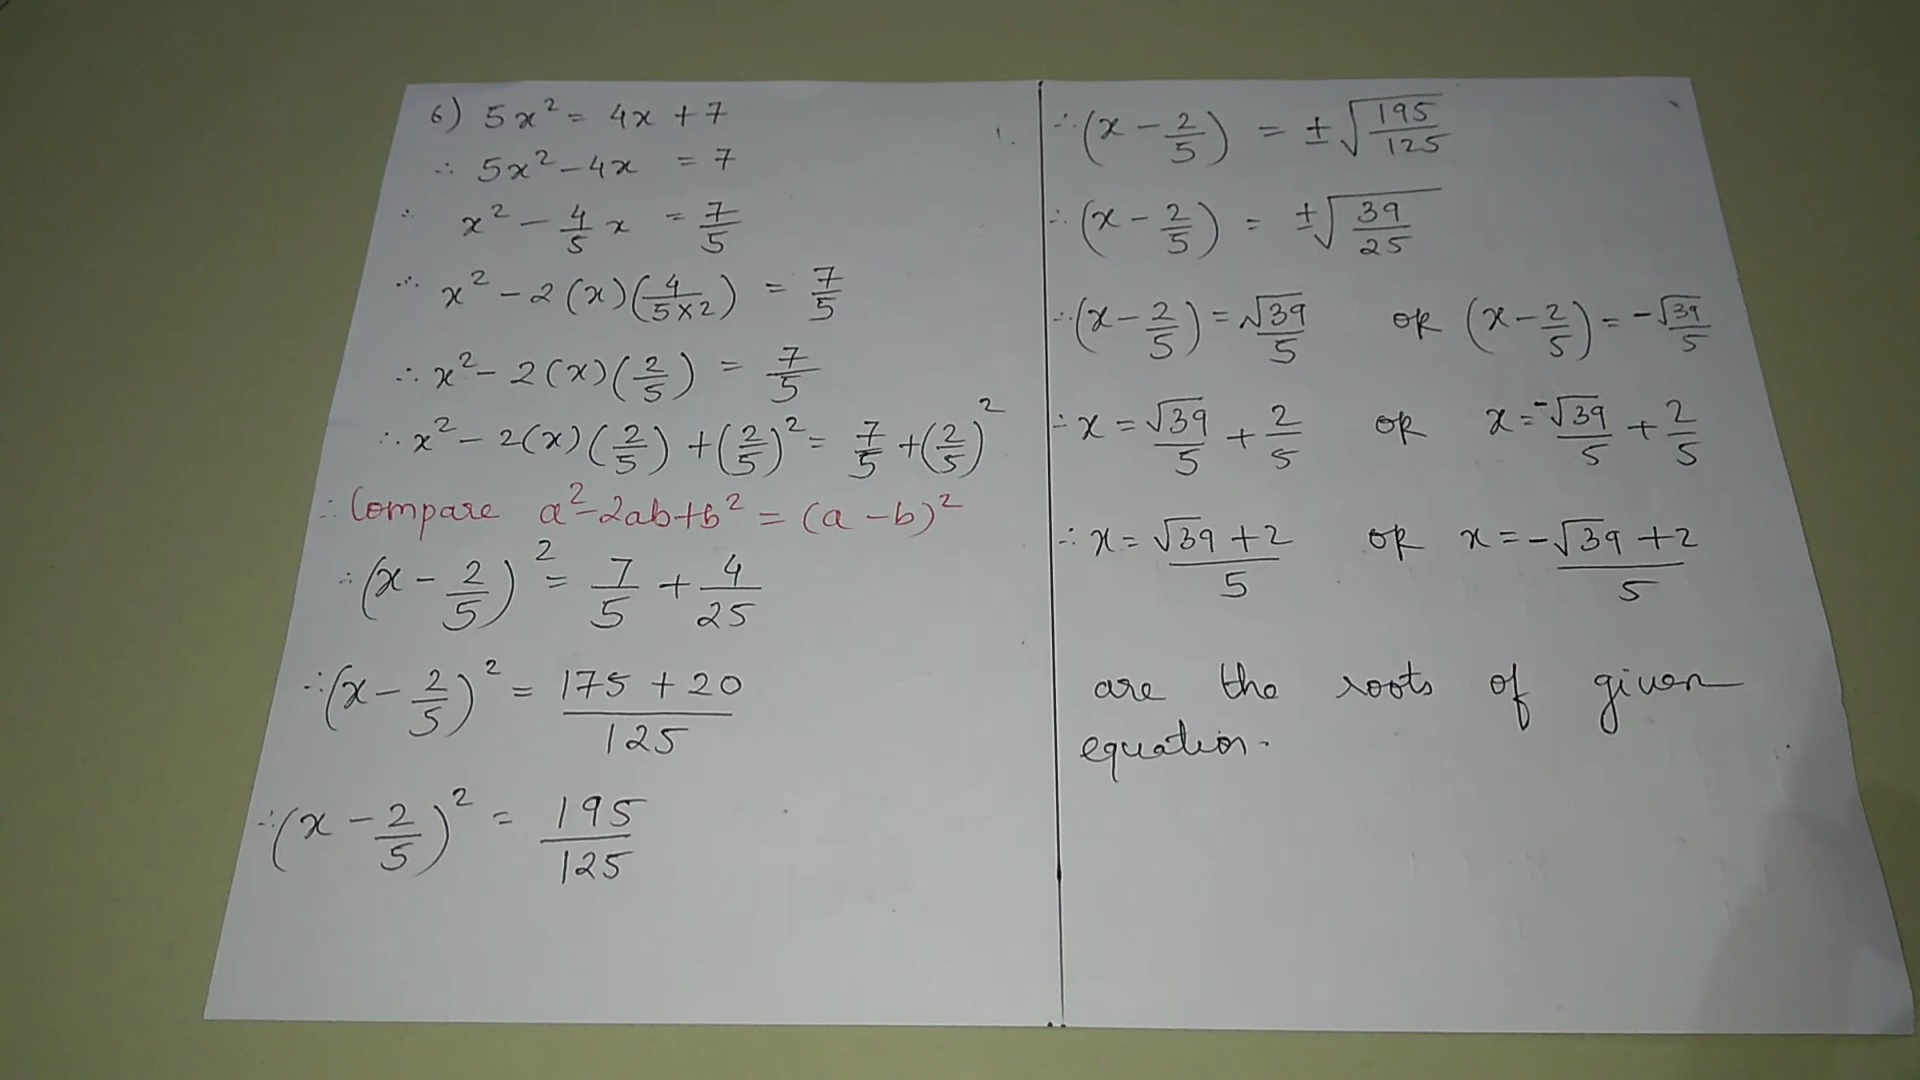 6) 5x² = 4x + 7
∴ 5x² - 4x = 7
∴ x² - 4/5 x = 7/5
∴ x² - 2(x)(4/5×2) = 7/5
∴ x² - 2(x)(2/5) = 7/5
∴ x² - 2(x)(2/5) + (2/5)² = 7/5 + (2/5)²
∴ Compare a² - 2ab + b² = (a - b)²
∴ (x - 2/5)² = 7/5 + 4/25
∴ (x - 2/5)² = 175 + 20/125
∴ (x - 2/5)² = 195/125
∴ (x - 2/5) = ±√195/125
∴ (x - 2/5) = ±√39/25
∴ (x - 2/5) = √39/5 or (x - 2/5) = -√39/5
∴ x = √39/5 + 2/5 or x = -√39/5 + 2/5
∴ x = √39 + 2/5 or x = -√39 + 2/5
are the roots of given
equation.